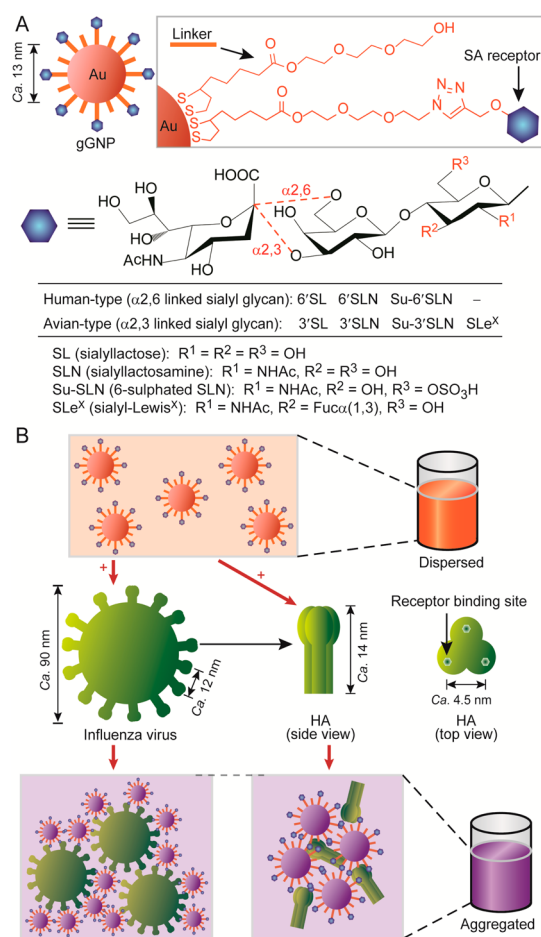 A
Ca. 13 nm
Au
gGNP
Linker
SA receptor
Au
S
S
S
S
O
O
O
O
O
OH
O
O
O
O
O
N
N
N
O
HO
OH
HOOC
HO
HO
AcHN
HO
O
α2,6
α2,3
O
HO
O
O
OH
O
R³
O
R²
R¹
Human-type (α2,6 linked sialyl glycan): 6′SL 6′SLN Su-6′SLN –
Avian-type (α2,3 linked sialyl glycan): 3′SL 3′SLN Su-3′SLN SLeˣ
SL (sialyllactose): R¹ = R² = R³ = OH
SLN (sialyllactosamine): R¹ = NHAc, R² = R³ = OH
Su-SLN (6-sulphated SLN): R¹ = NHAc, R² = OH, R³ = OSO₃H
SLeˣ (sialyl-Lewisˣ): R¹ = NHAc, R² = Fucα(1,3), R³ = OH
B
Dispersed
+
+
Ca. 90 nm
Ca. 12 nm
Influenza virus
Ca. 14 nm
HA
(side view)
Receptor binding site
Ca. 4.5 nm
HA
(top view)
Aggregated